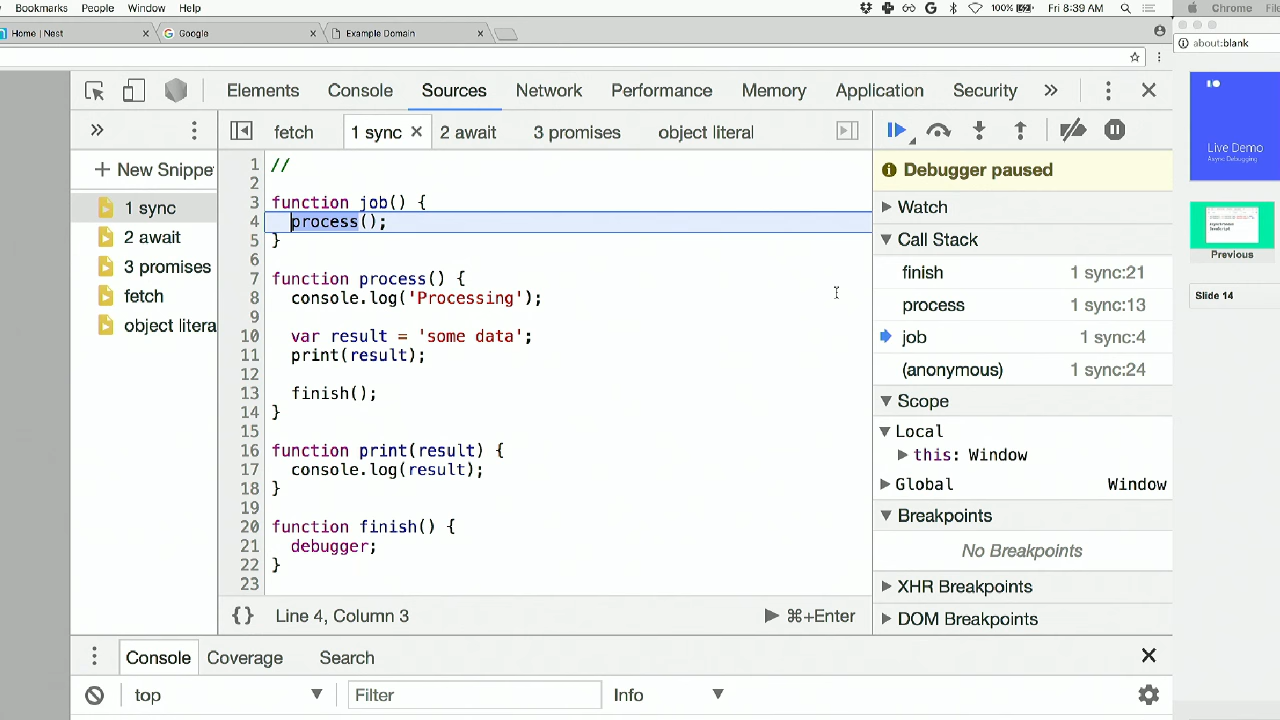 Bookmarks People Window Help 100% Fri 8:39 AM Chrome
Home | Nest Google Example Domain
about:blank
Elements Console Sources Network Performance Memory Application Security »
» fetch 1 sync 2 await 3 promises object literal
+ New Snippe
1 sync
2 await
3 promises
fetch
object litera
1 //
2
3 function job() {
4 process();
5 }
6
7 function process() {
8 console.log('Processing');
9
10 var result = 'some data';
11 print(result);
12
13 finish();
14 }
15
16 function print(result) {
17 console.log(result);
18 }
19
20 function finish() {
21 debugger;
22 }
23
{} Line 4, Column 3 ⌘+Enter
Debugger paused
Watch
Call Stack
finish 1 sync:21
process 1 sync:13
job 1 sync:4
(anonymous) 1 sync:24
Scope
Local
this: Window
Global Window
Breakpoints
No Breakpoints
XHR Breakpoints
DOM Breakpoints
Console Coverage Search
top Filter Info
Live Demo
Async Debugging
Previous
Slide 14